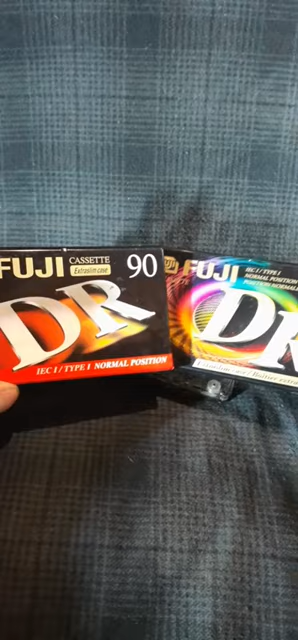 FUJI
CASSETTE
Extraslim case
90
DR
IEC I / TYPE I NORMAL POSITION
FUJI
IEC I / TYPE I
NORMAL POSITION
DR